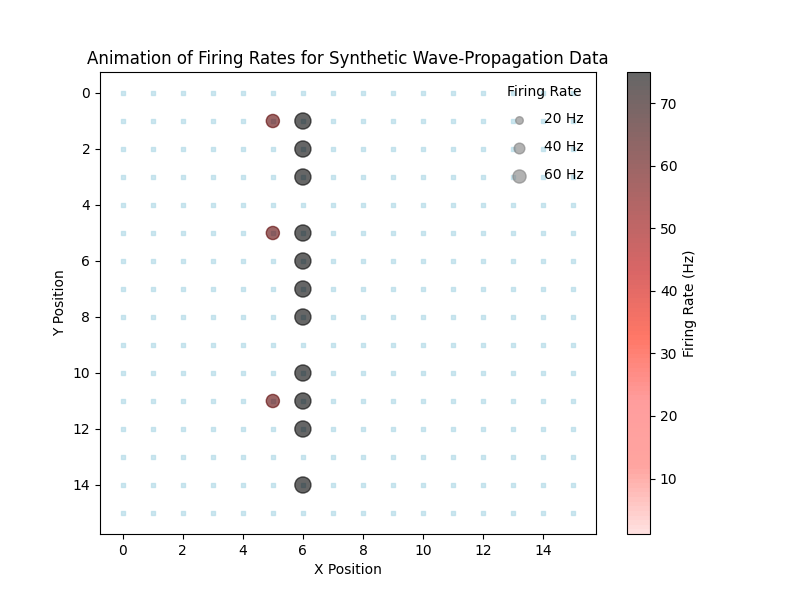 Animation of Firing Rates for Synthetic Wave-Propagation Data
Firing Rate
20 Hz
40 Hz
60 Hz
0
2
4
6
8
10
12
14
Y Position
0 2 4 6 8 10 12 14
X Position
70
60
50
40
30
20
10
Firing Rate (Hz)